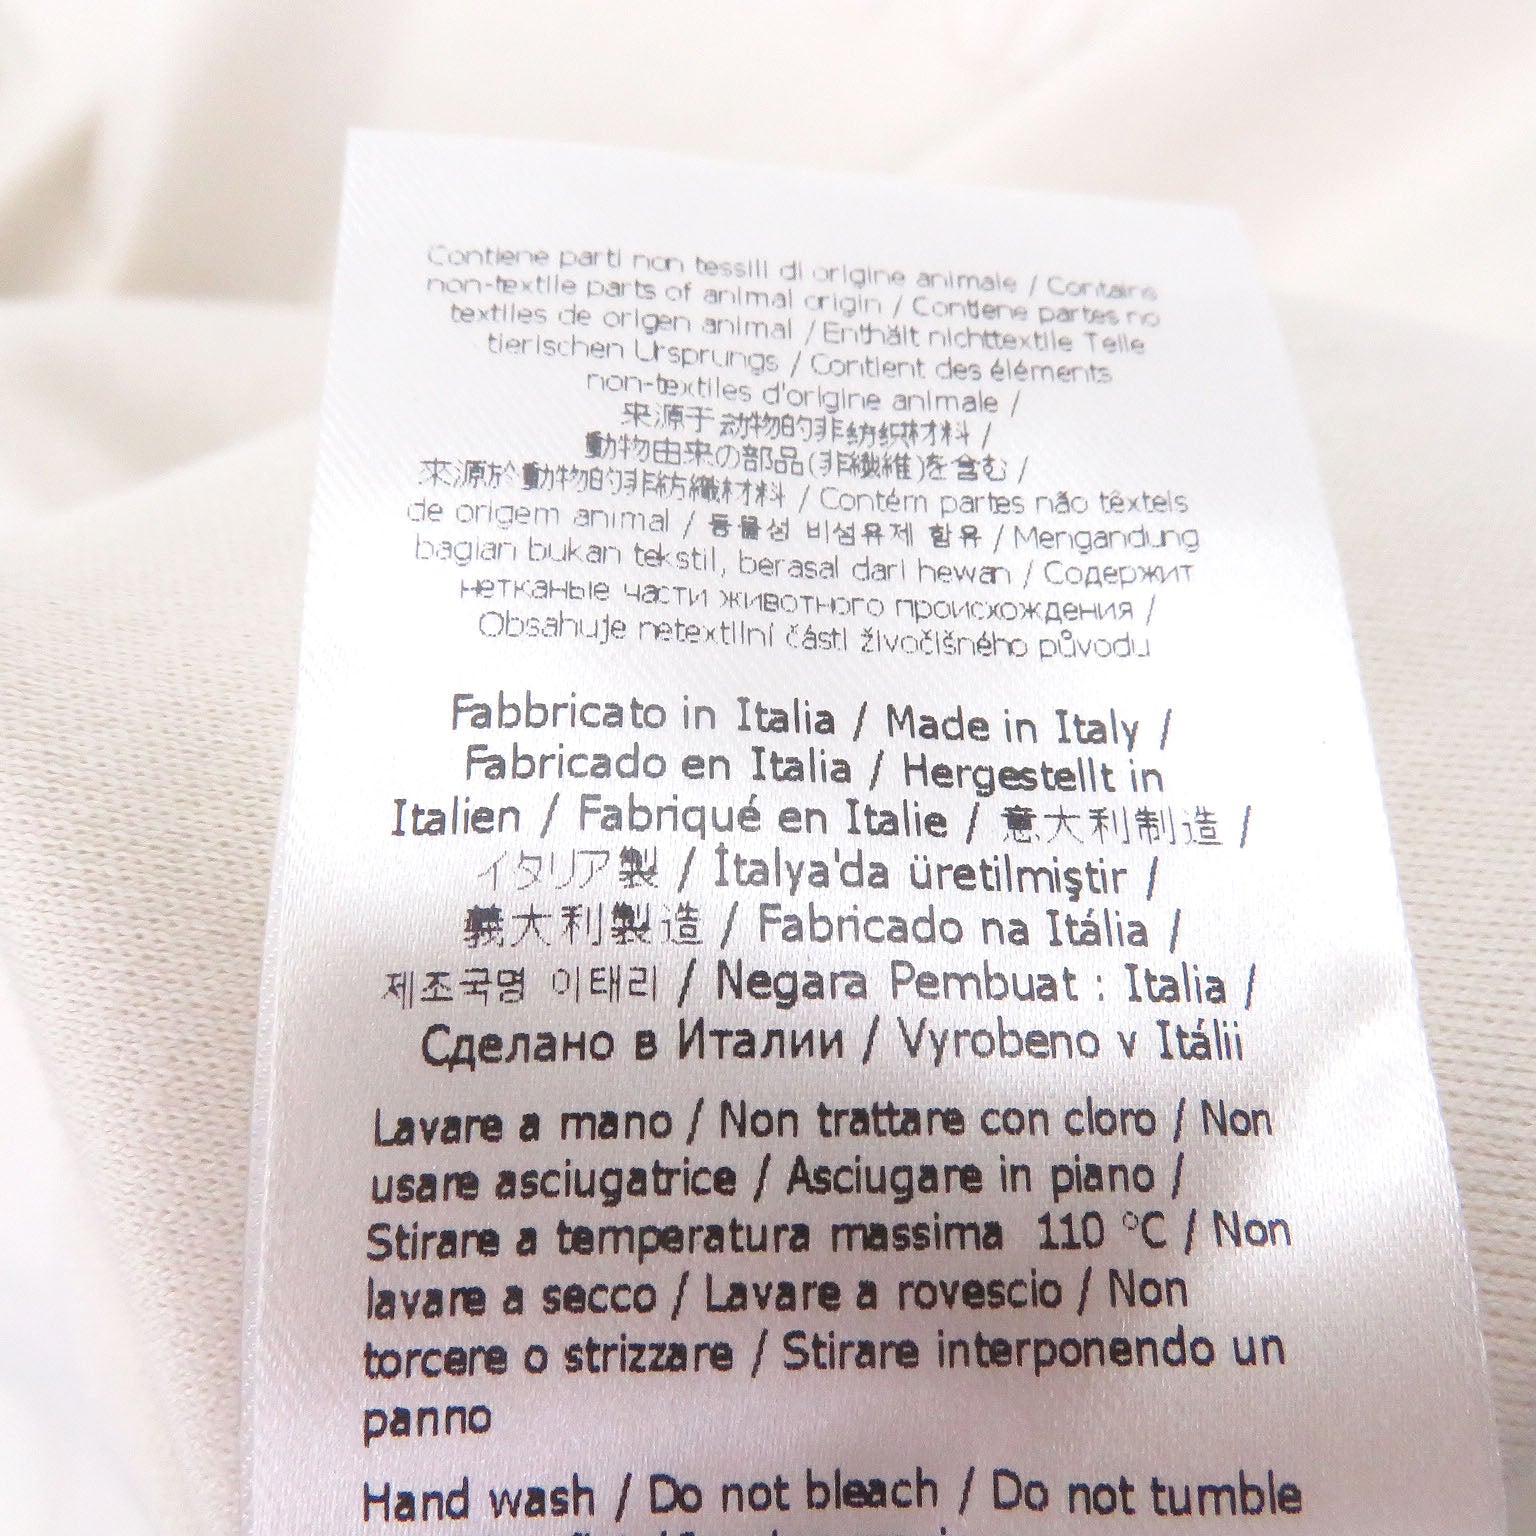 Contiene parti non tessili di origine animale / Contains
non-textile parts of animal origin / Contiene partes no
textiles de origen animal / Enthält nichttextile Teile
tierischen Ursprungs / Contient des éléments
non-textiles d'origine animale /
来源于动物的非纺织材料 /
動物由来の部品(非繊維)を含む /
來源於動物的非紡織材料 / Contém partes não têxteis
de origem animal / 동물성 비섬유제 함유 / Mengandung
bagian bukan tekstil, berasal dari hewan / Содержит
нетканые части животного происхождения /
Obsahuje netextilní části živočišného původu
Fabbricato in Italia / Made in Italy /
Fabricado en Italia / Hergestellt in
Italien / Fabriqué en Italie / 意大利制造 /
イタリア製 / İtalya'da üretilmiştir /
義大利製造 / Fabricado na Itália /
제조국명 이태리 / Negara Pembuat : Italia /
Сделано в Италии / Vyrobeno v Itálii
Lavare a mano / Non trattare con cloro / Non
usare asciugatrice / Asciugare in piano /
Stirare a temperatura massima 110 °C / Non
lavare a secco / Lavare a rovescio / Non
torcere o strizzare / Stirare interponendo un
panno
Hand wash / Do not bleach / Do not tumble